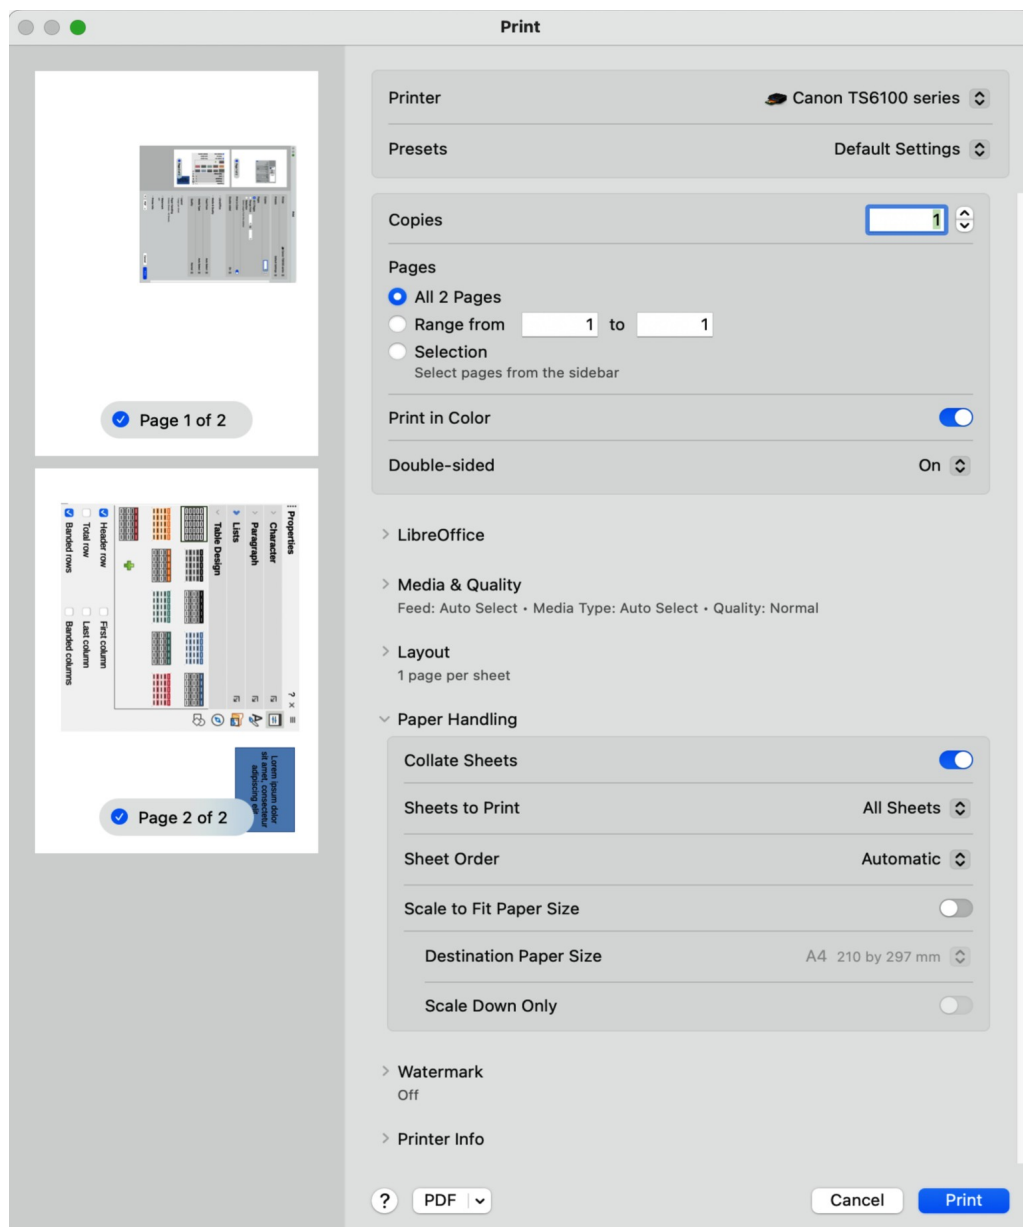 Print
Printer
Canon TS6100 series
Presets
Default Settings
Copies
1
Pages
All 2 Pages
Range from 1 to 1
Selection
Select pages from the sidebar
Print in Color
Double-sided
On
LibreOffice
Media & Quality
Feed: Auto Select • Media Type: Auto Select • Quality: Normal
Layout
1 page per sheet
Paper Handling
Collate Sheets
Sheets to Print
All Sheets
Sheet Order
Automatic
Scale to Fit Paper Size
Destination Paper Size
A4 210 by 297 mm
Scale Down Only
Watermark
Off
Printer Info
? PDF
Cancel
Print
Page 1 of 2
Properties
Character
Paragraph
Lists
Table Design
Header row
First column
Total row
Last column
Banded rows
Banded columns
Lorem ipsum dolor
sit amet, consectetur
adipiscing
Page 2 of 2